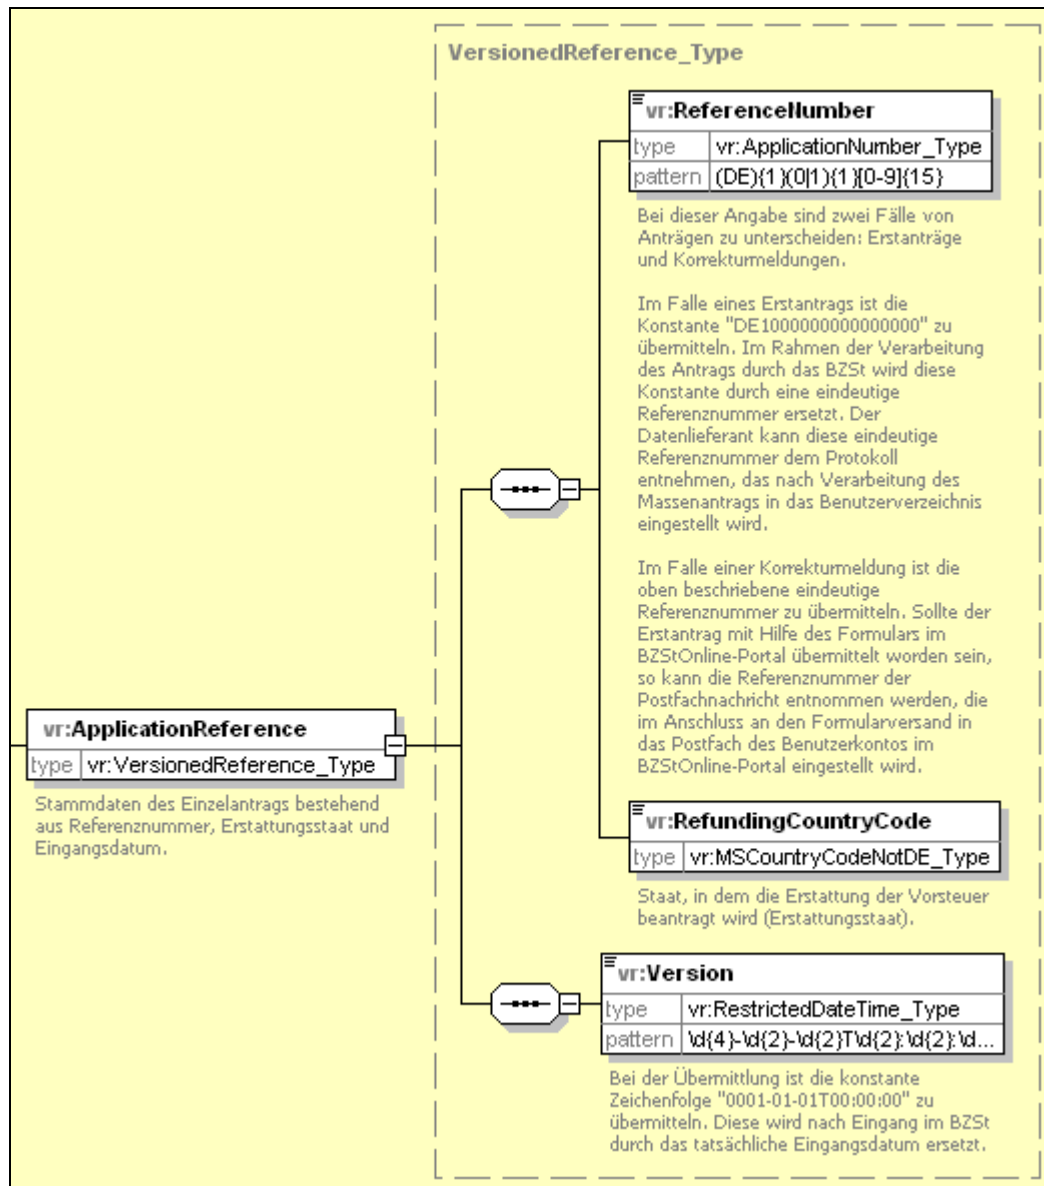 VersionedReference_Type
vr:ReferenceNumber
type vr:ApplicationNumber_Type
pattern (DE){1}(0|1){1}[0-9]{15}
Bei dieser Angabe sind zwei Fälle von
Anträgen zu unterscheiden: Erstanträge
und Korrekturmeldungen.
Im Falle eines Erstantrags ist die
Konstante "DE1000000000000000" zu
übermitteln. Im Rahmen der Verarbeitung
des Antrags durch das BZSt wird diese
Konstante durch eine eindeutige
Referenznummer ersetzt. Der
Datenlieferant kann diese eindeutige
Referenznummer dem Protokoll
entnehmen, das nach Verarbeitung des
Massenantrags in das Benutzerverzeichnis
eingestellt wird.
Im Falle einer Korrekturmeldung ist die
oben beschriebene eindeutige
Referenznummer zu übermitteln. Sollte der
Erstantrag mit Hilfe des Formulars im
BZStOnline-Portal übermittelt worden sein,
so kann die Referenznummer der
Postfachnachricht entnommen werden, die
im Anschluss an den Formularversand in
das Postfach des Benutzerkontos im
BZStOnline-Portal eingestellt wird.
vr:ApplicationReference
type vr:VersionedReference_Type
Stammdaten des Einzelantrags bestehend
aus Referenznummer, Erstattungsstaat und
Eingangsdatum.
vr:RefundingCountryCode
type vr:MSCountryCodeNotDE_Type
Staat, in dem die Erstattung der Vorsteuer
beantragt wird (Erstattungsstaat).
vr:Version
type vr:RestrictedDateTime_Type
pattern \d{4}-\d{2}-\d{2}T\d{2}:\d{2}:\d...
Bei der Übermittlung ist die konstante
Zeichenfolge "0001-01-01T00:00:00" zu
übermitteln. Diese wird nach Eingang im BZSt
durch das tatsächliche Eingangsdatum ersetzt.